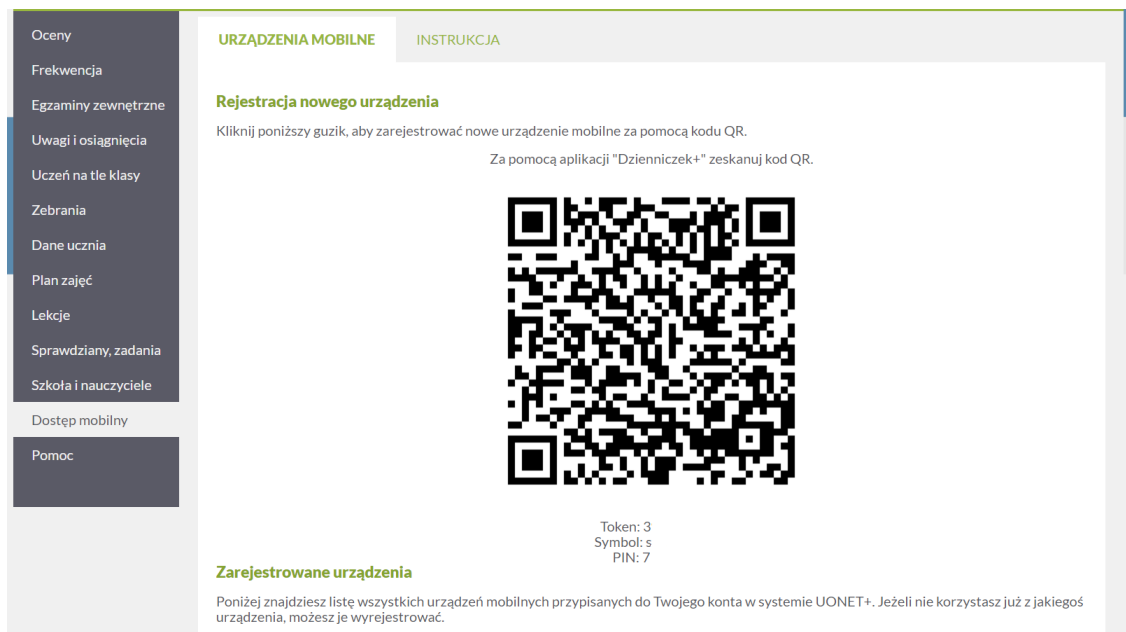 Oceny
Frekwencja
Egzaminy zewnętrzne
Uwagi i osiągnięcia
Uczeń na tle klasy
Zebrania
Dane ucznia
Plan zajęć
Lekcje
Sprawdziany, zadania
Szkoła i nauczyciele
Dostęp mobilny
Pomoc
URZĄDZENIA MOBILNE
INSTRUKCJA
Rejestracja nowego urządzenia
Kliknij poniższy guzik, aby zarejestrować nowe urządzenie mobilne za pomocą kodu QR.
Za pomocą aplikacji "Dzienniczek+" zeskanuj kod QR.
Token: 3
Symbol: s
PIN: 7
Zarejestrowane urządzenia
Poniżej znajdziesz listę wszystkich urządzeń mobilnych przypisanych do Twojego konta w systemie UONET+. Jeżeli nie korzystasz już z jakiegoś
urządzenia, możesz je wyrejestrować.